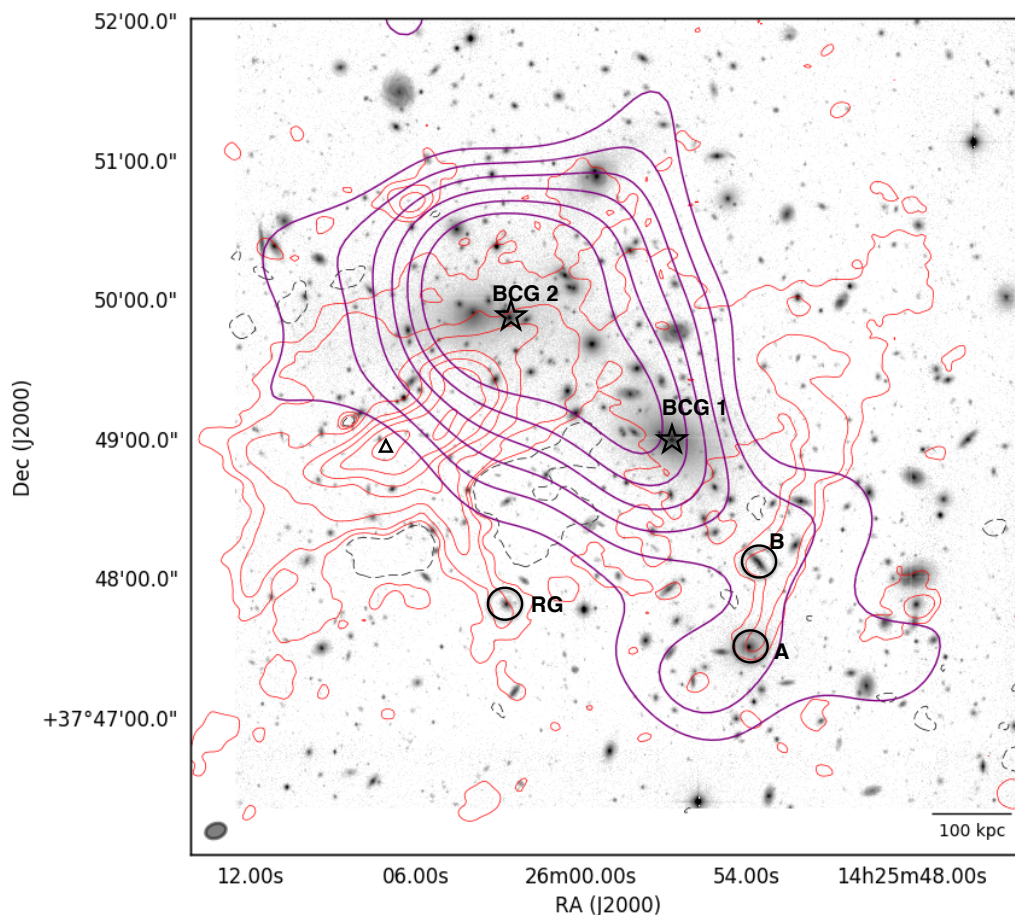 52'00.0"
51'00.0"
50'00.0"
BCG 2
BCG 1
49'00.0"
Dec (J2000)
B
48'00.0"
RG
A
+37°47'00.0"
100 kpc
12.00s 06.00s 26m00.00s 54.00s 14h25m48.00s
RA (J2000)